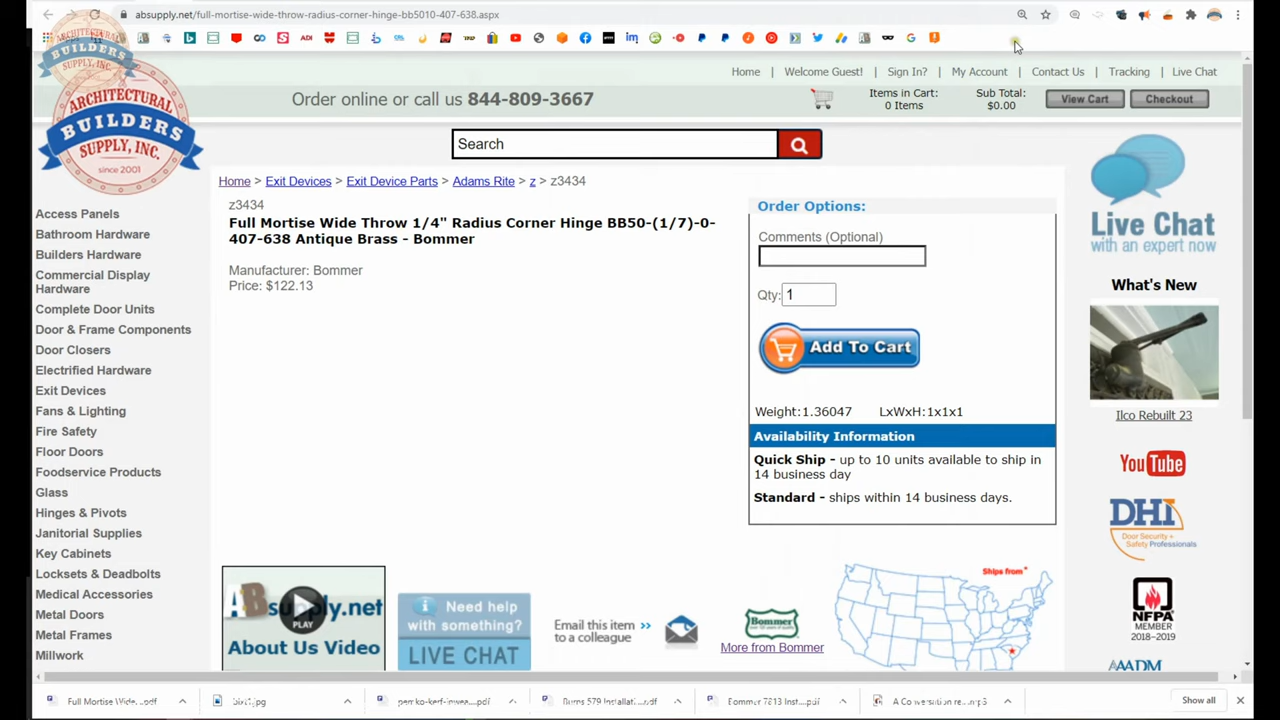 absupply.net/full-mortise-wide-throw-radius-corner-hinge-bb5010-407-638.aspx
ARCHITECTURAL
BUILDERS
SUPPLY, INC.
since 2001
Home | Welcome Guest! | Sign In? | My Account | Contact Us | Tracking | Live Chat
Order online or call us 844-809-3667
Items in Cart:
0 Items
Sub Total:
$0.00
View Cart
Checkout
Search
Home > Exit Devices > Exit Device Parts > Adams Rite > z > z3434
Access Panels
Bathroom Hardware
Builders Hardware
Commercial Display
Hardware
Complete Door Units
Door & Frame Components
Door Closers
Electrified Hardware
Exit Devices
Fans & Lighting
Fire Safety
Floor Doors
Foodservice Products
Glass
Hinges & Pivots
Janitorial Supplies
Key Cabinets
Locksets & Deadbolts
Medical Accessories
Metal Doors
Metal Frames
Millwork
z3434
Full Mortise Wide Throw 1/4" Radius Corner Hinge BB50-(1/7)-0-
407-638 Antique Brass - Bommer
Manufacturer: Bommer
Price: $122.13
Order Options:
Comments (Optional)
Qty: 1
Add To Cart
Weight:1.36047 LxWxH:1x1x1
Availability Information
Quick Ship - up to 10 units available to ship in
14 business day
Standard - ships within 14 business days.
Live Chat
with an expert now
What's New
Ilco Rebuilt 23
YouTube
DHI
Door Security +
Safety Professionals
NFPA
MEMBER
2018-2019
AADM
ABsupply.net
PLAY
About Us Video
Need help
with something?
LIVE CHAT
Email this item >>
to a colleague
Bommer
More from Bommer
Ships from*
Full Mortise Wide....pdf
Burns 579 Installati....pdf
Show all